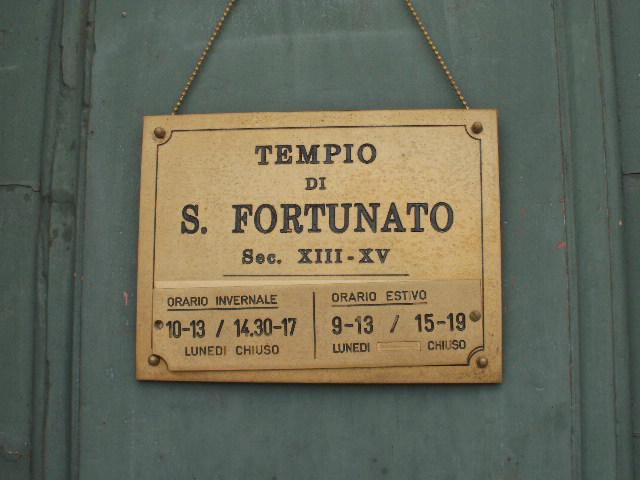 TEMPIO
DI
S. FORTUNATO
Sec. XIII-XV
ORARIO INVERNALE
10-13 / 14.30-17
LUNEDI CHIUSO
ORARIO ESTIVO
9-13 / 15-19
LUNEDI CHIUSO